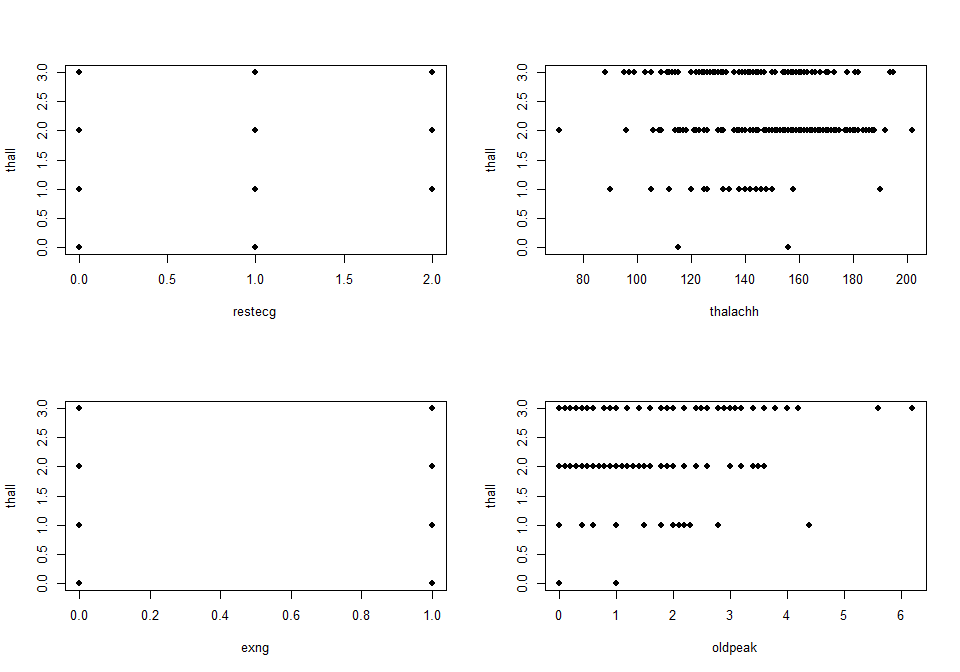 thall
0.0 0.5 1.0 1.5 2.0 2.5 3.0
0.0 0.5 1.0 1.5 2.0
restecg
thall
0.0 0.5 1.0 1.5 2.0 2.5 3.0
80 100 120 140 160 180 200
thalachh
thall
0.0 0.5 1.0 1.5 2.0 2.5 3.0
0.0 0.2 0.4 0.6 0.8 1.0
exng
thall
0.0 0.5 1.0 1.5 2.0 2.5 3.0
0 1 2 3 4 5 6
oldpeak